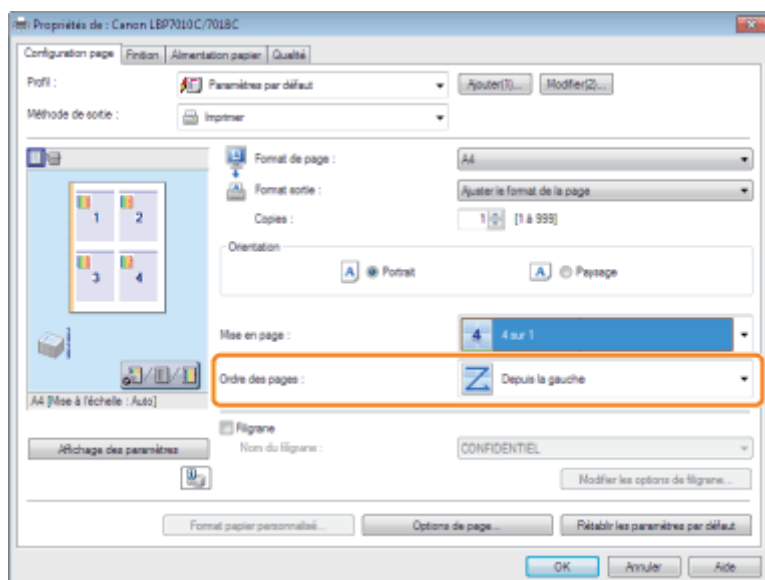 Propriétés de : Canon LBP7010C/7018C
Configuration page Finition Alimentation papier Qualité
Profil : Paramètres par défaut Ajouter(1)... Modifier(2)...
Méthode de sortie : Imprimer
Format de page : A4
Format sortie : Ajuster le format de la page
Copies : 1 [1 à 999]
Orientation
A Portrait A Paysage
1 2
3 4
Mise en page : 4 4 sur 1
Ordre des pages : Depuis la gauche
A4 [Mise à l'échelle : Auto]
Filigrane
Affichage des paramètres
Nom du filigrane : CONFIDENTIEL
Modifier les options de filigrane...
Format papier personnalisé... Options de page... Rétablir les paramètres par défaut
OK Annuler Aide